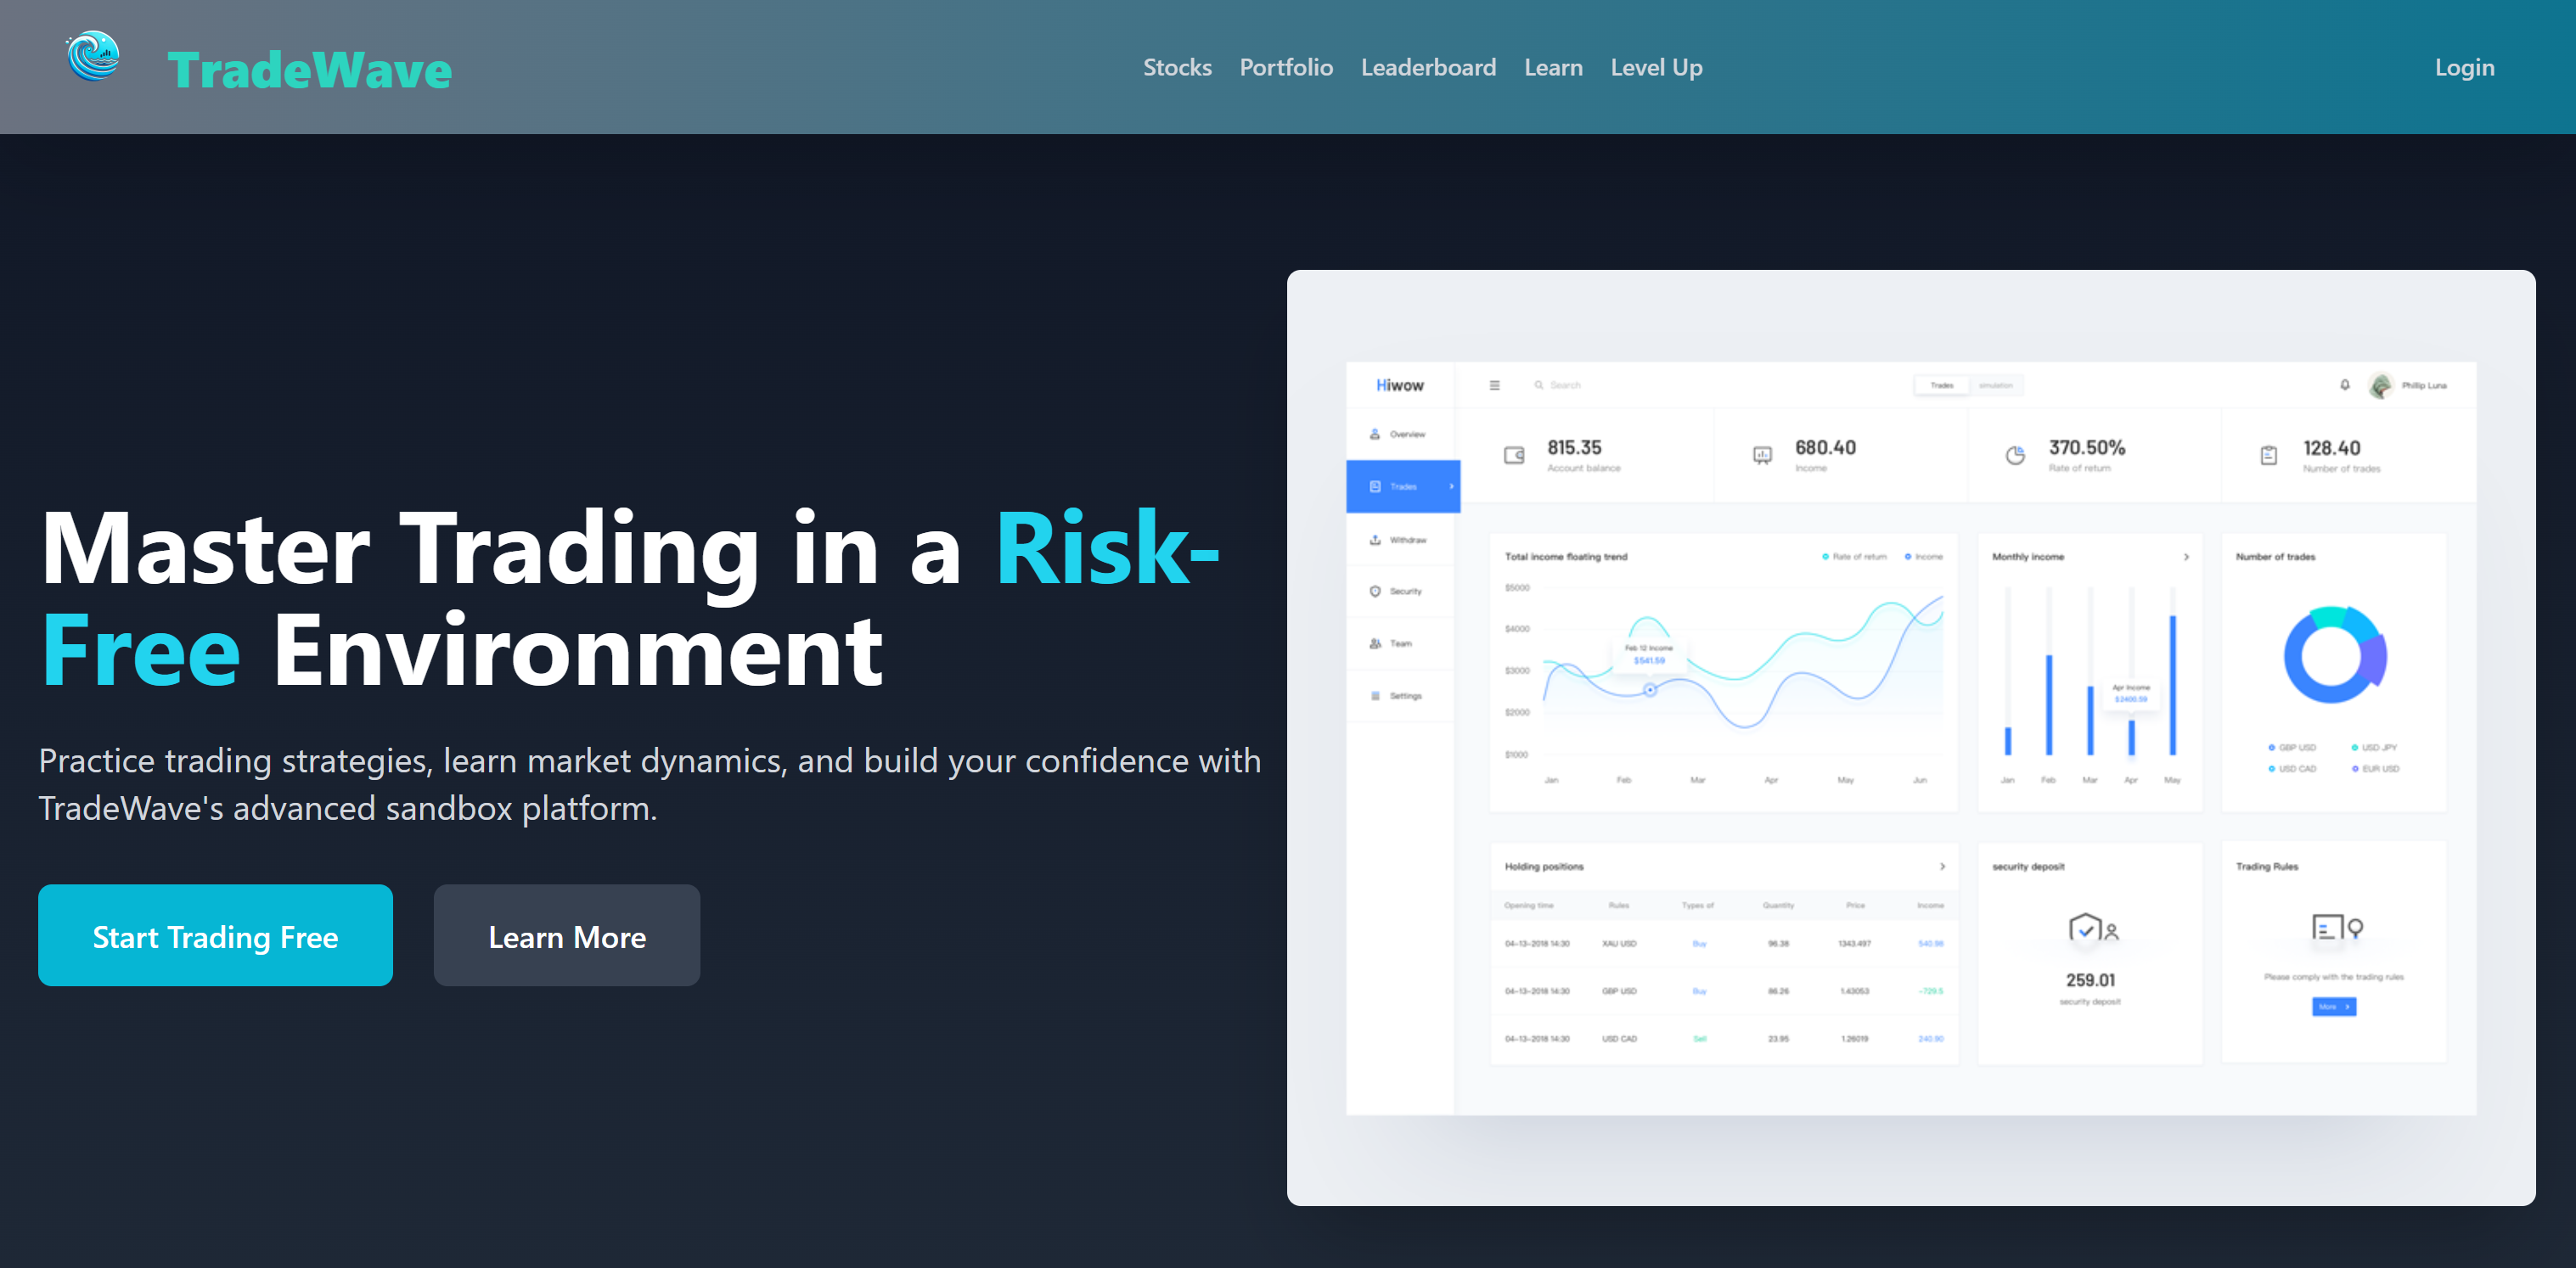 TradeWave
Stocks Portfolio Leaderboard Learn Level Up
Login
Master Trading in a Risk-
Free Environment
Practice trading strategies, learn market dynamics, and build your confidence with
TradeWave's advanced sandbox platform.
Start Trading Free
Learn More
Hiwow
Search
Trades simulation
Phillip Luna
Overview
Trades
Withdraw
Security
Team
Settings
815.35
Account balance
680.40
Income
370.50%
Rate of return
128.40
Number of trades
Total income floating trend
Rate of return Income
$5000
$4000
$3000
$2000
$1000
Feb 12 Income
$541.59
Jan Feb Mar Apr May Jun
Monthly income
Apr Income
$2400.59
Jan Feb Mar Apr May
Number of trades
GBP USD USD JPY
USD CAD EUR USD
Holding positions
Opening time Rules Types of Quantity Price Income
04-13-2018 14:30 XAU USD Buy 96.38 1343.497 540.98
04-13-2018 14:30 GBP USD Buy 86.26 1.43053 -729.5
04-13-2018 14:30 USD CAD Sell 23.95 1.26019 240.90
security deposit
259.01
security deposit
Trading Rules
Please comply with the trading rules
More